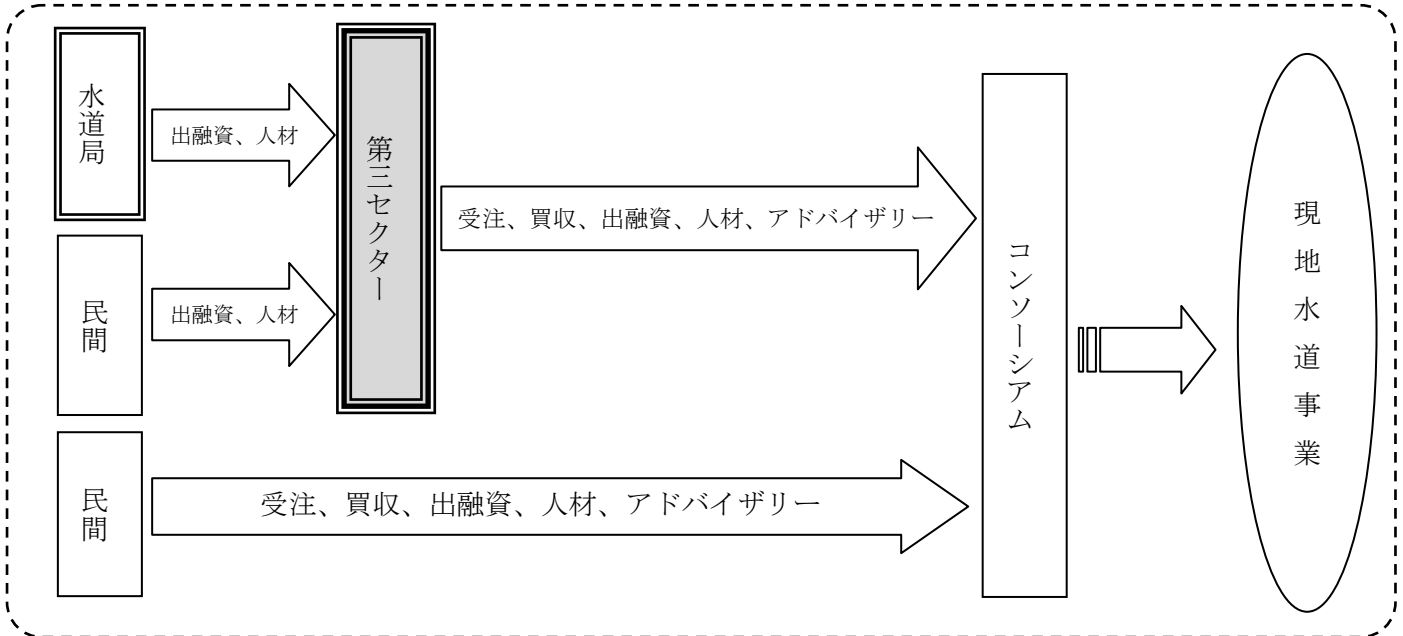 水道局
出融資、人材
第三セクター
受注、買収、出融資、人材、アドバイザリー
民間
出融資、人材
コンソーシアム
現地水道事業
民間
受注、買収、出融資、人材、アドバイザリー